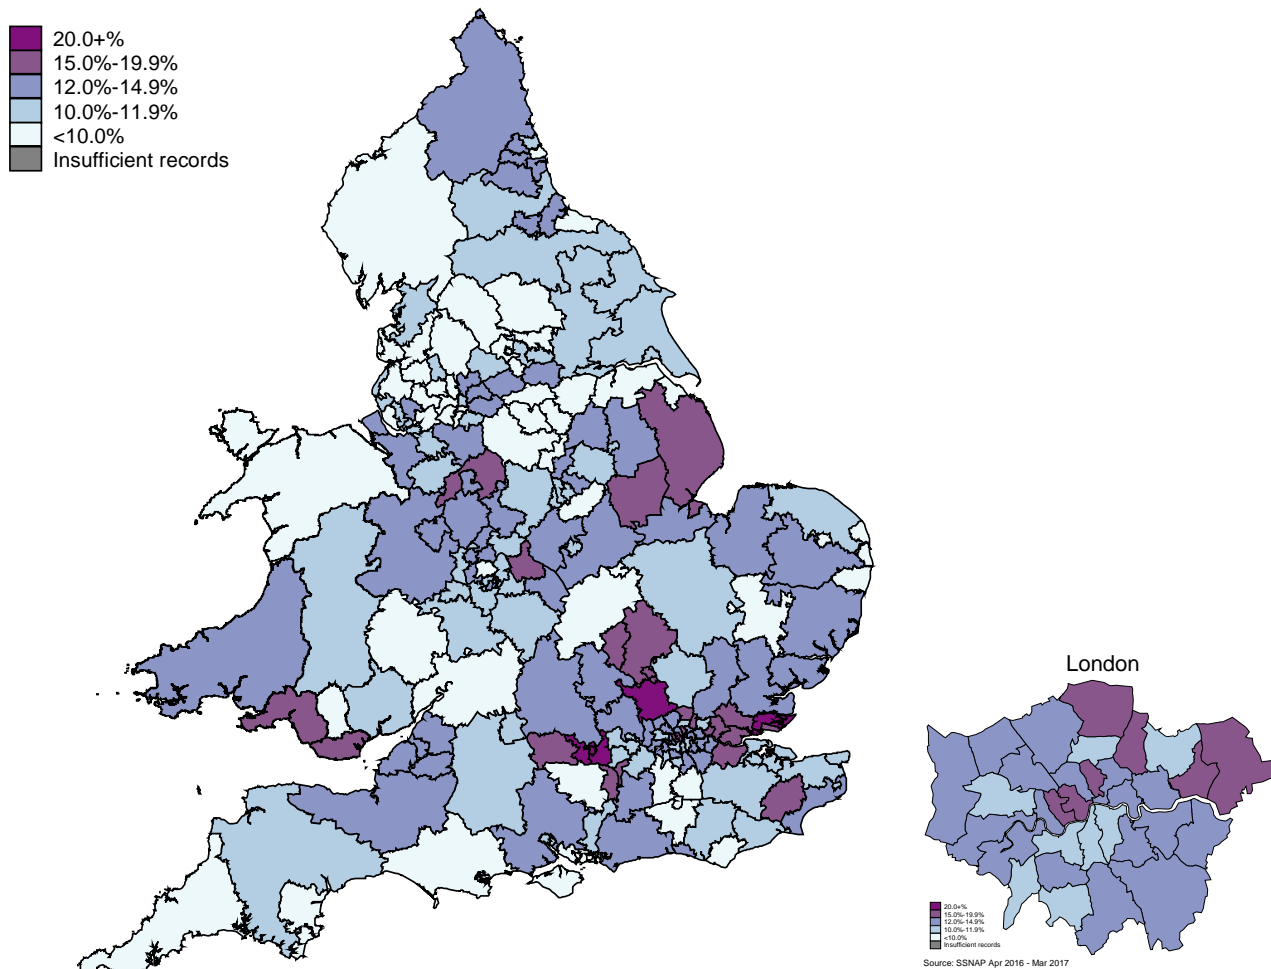 20.0+%
15.0%-19.9%
12.0%-14.9%
10.0%-11.9%
<10.0%
Insufficient records
London
20.0+%
15.0%-19.9%
12.0%-14.9%
10.0%-11.9%
<10.0%
Insufficient records
Source: SSNAP Apr 2016 - Mar 2017